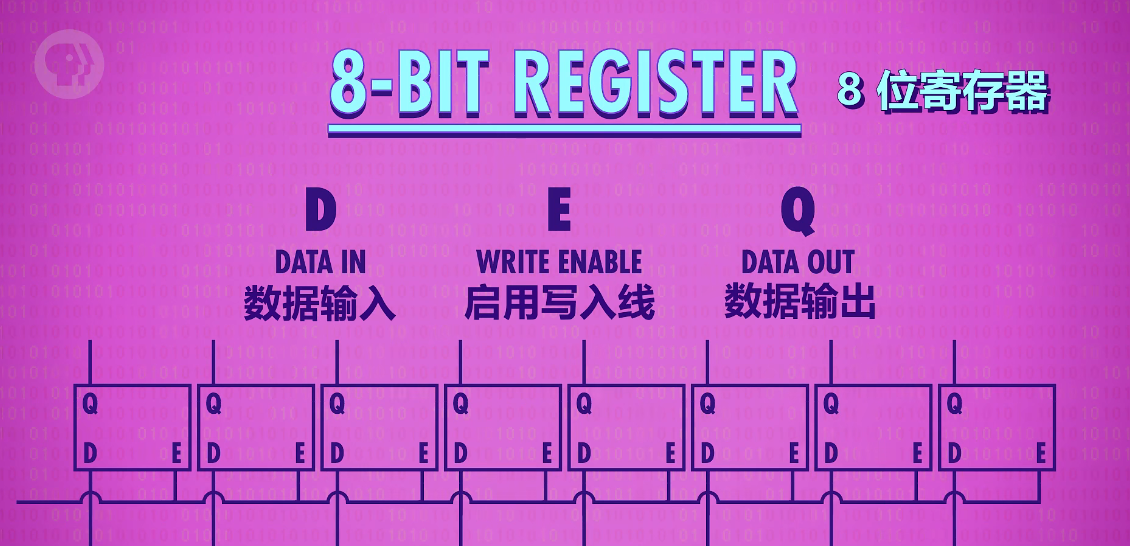 8-BIT REGISTER 8 位寄存器
D E Q
DATA IN WRITE ENABLE DATA OUT
数据输入 启用写入线 数据输出
Q Q Q Q Q Q Q Q
D E D E D E D E D E D E D E D E